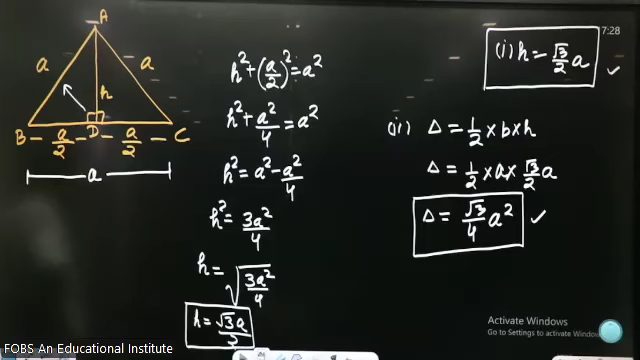 A
a
a
h
B - a/2 - D - a/2 - C
a
h² + (a/2)² = a²
h² + a²/4 = a²
h² = a² - a²/4
h² = 3a²/4
h = √(3a²/4)
h = √3a/2
(i) h = √3/2 a
(ii) Δ = 1/2 × b × h
Δ = 1/2 × a × √3/2 a
Δ = √3/4 a²
7:28
Activate Windows
Go to Settings to activate Windows
FOBS An Educational Institute